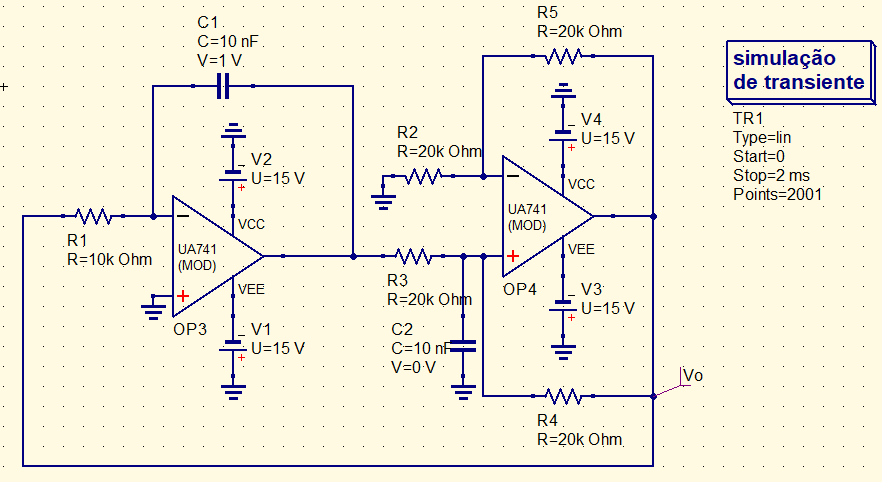 C1
C=10 nF
V=1 V
R5
R=20k Ohm
simulação
de transiente
TR1
Type=lin
Start=0
Stop=2 ms
Points=2001
V2
U=15 V
R2
R=20k Ohm
V4
U=15 V
VCC
VCC
R1
R=10k Ohm
UA741
(MOD)
VEE
OP3
V1
U=15 V
R3
R=20k Ohm
UA741
(MOD)
VEE
OP4
V3
U=15 V
C2
C=10 nF
V=0 V
R4
R=20k Ohm
Vo